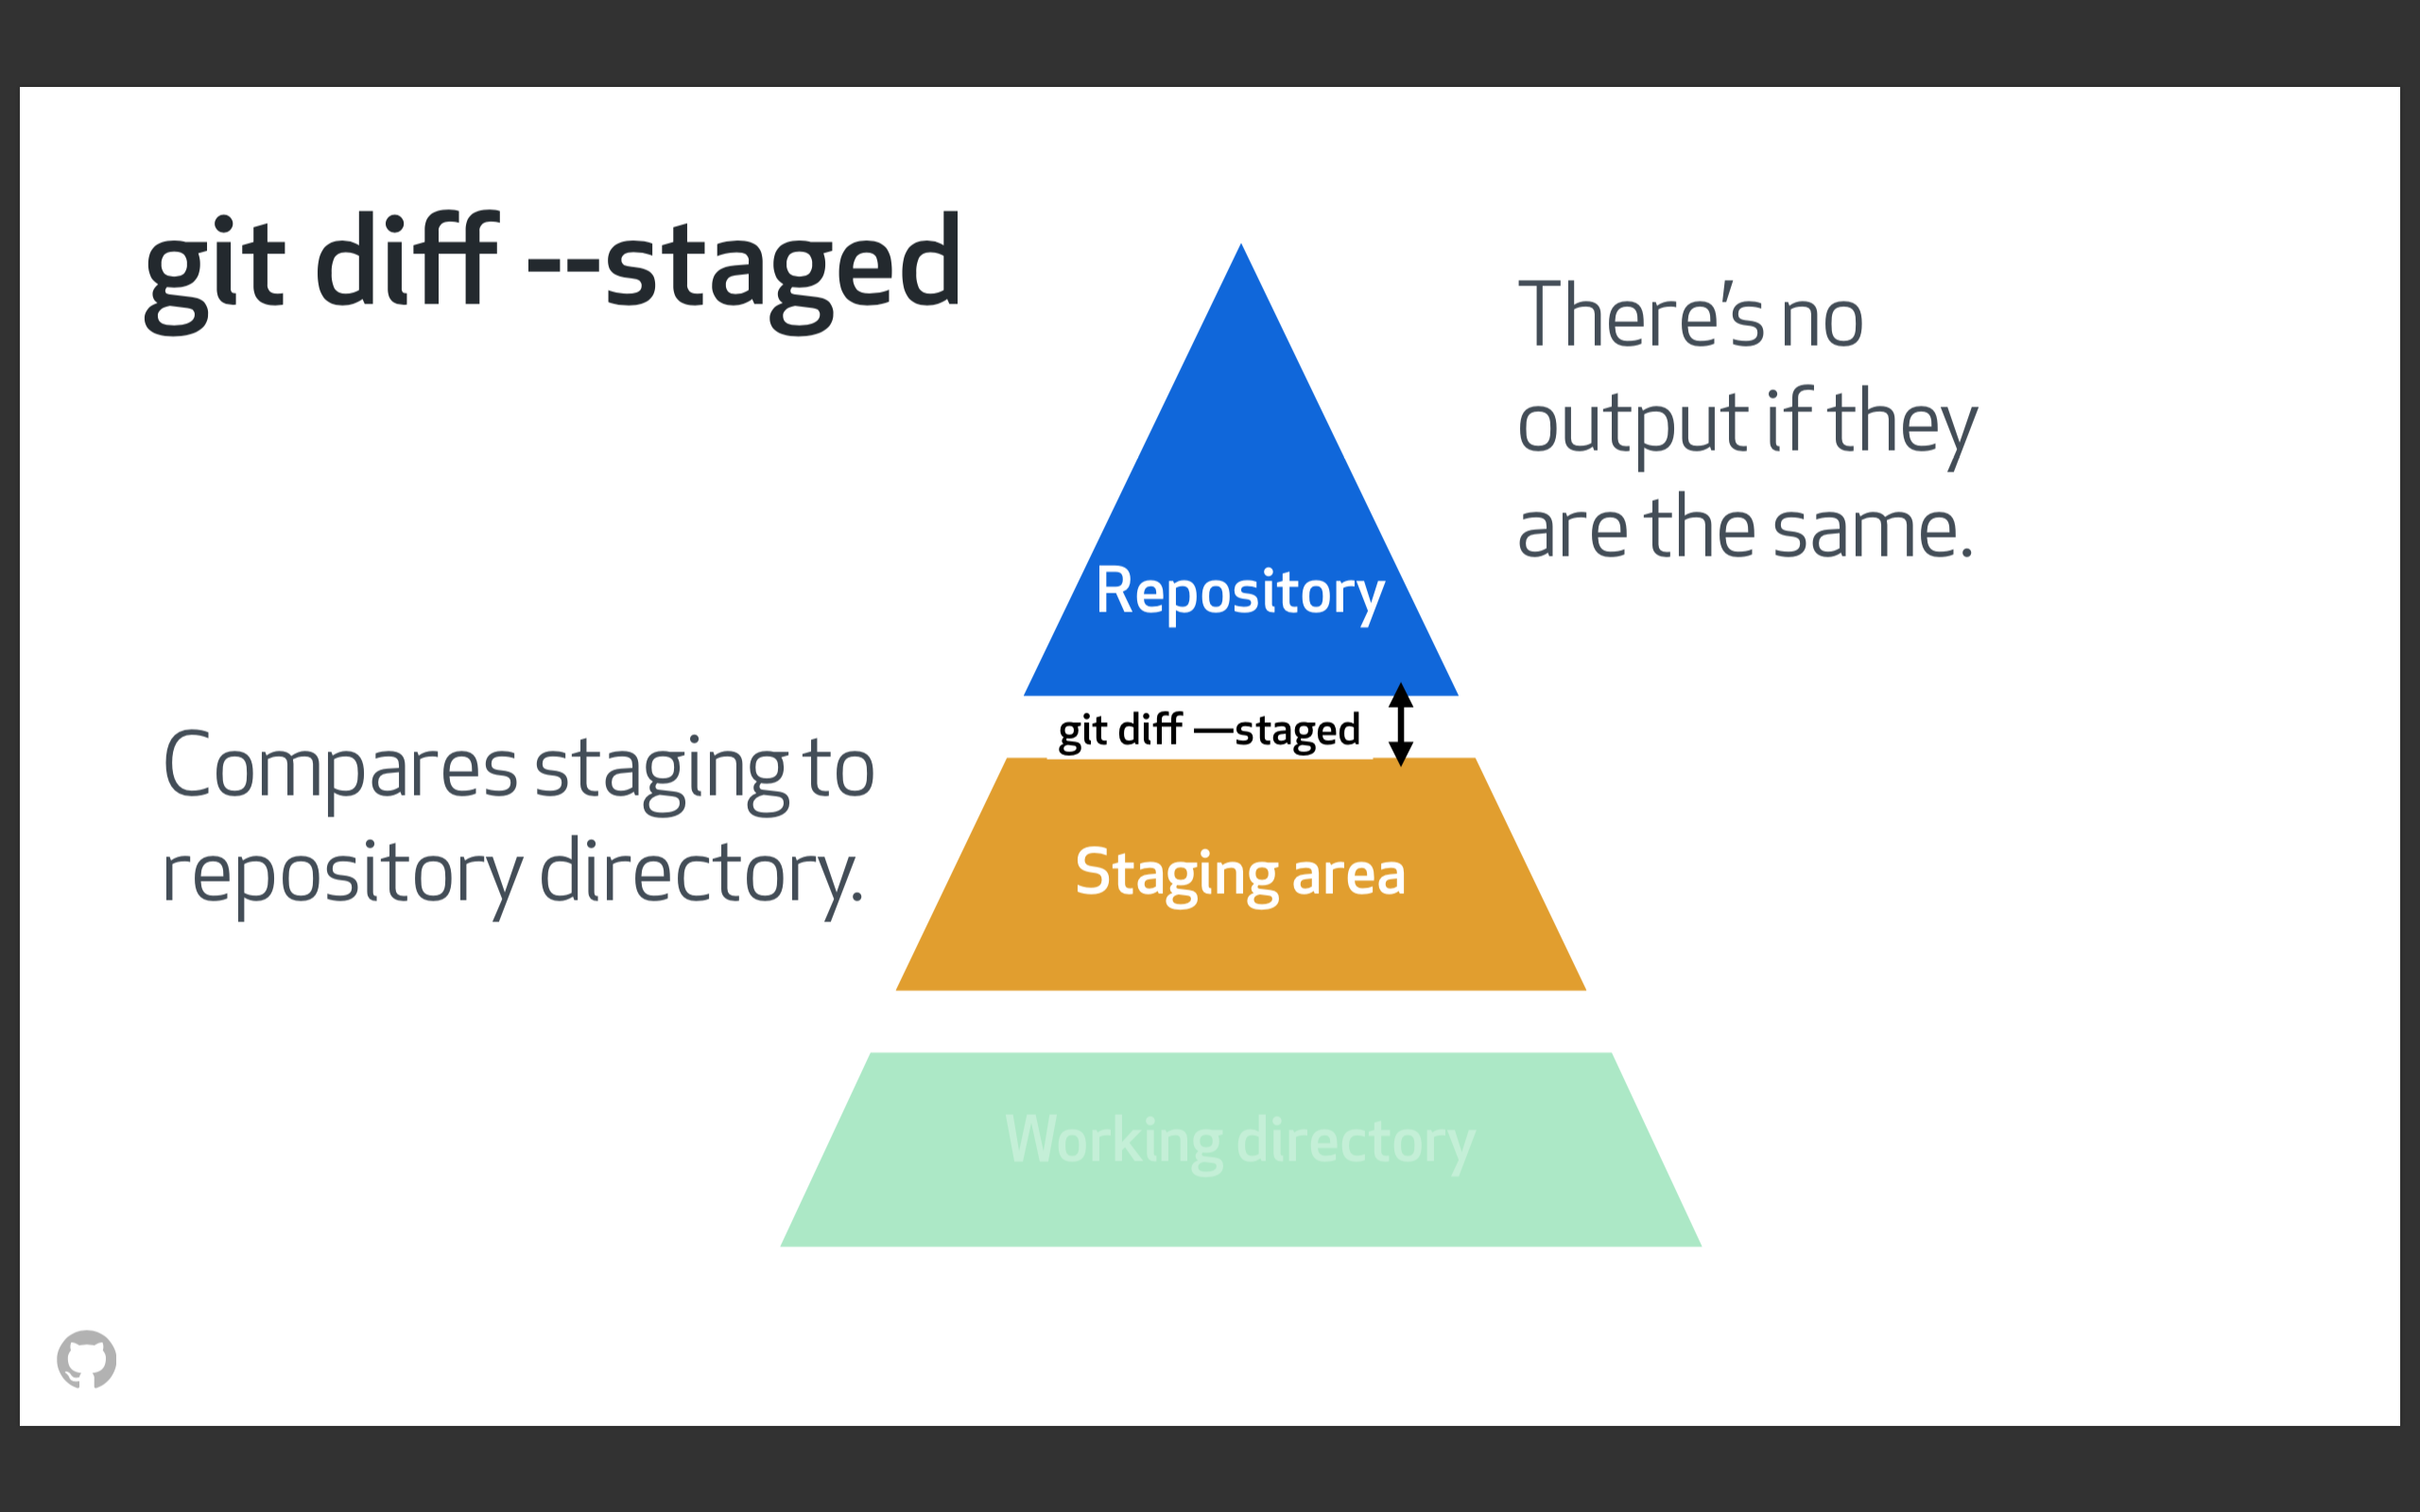 git diff --staged
There’s no
output if they
are the same.
Repository
git diff —–staged
Compares staging to
repository directory.
Staging area
Working directory